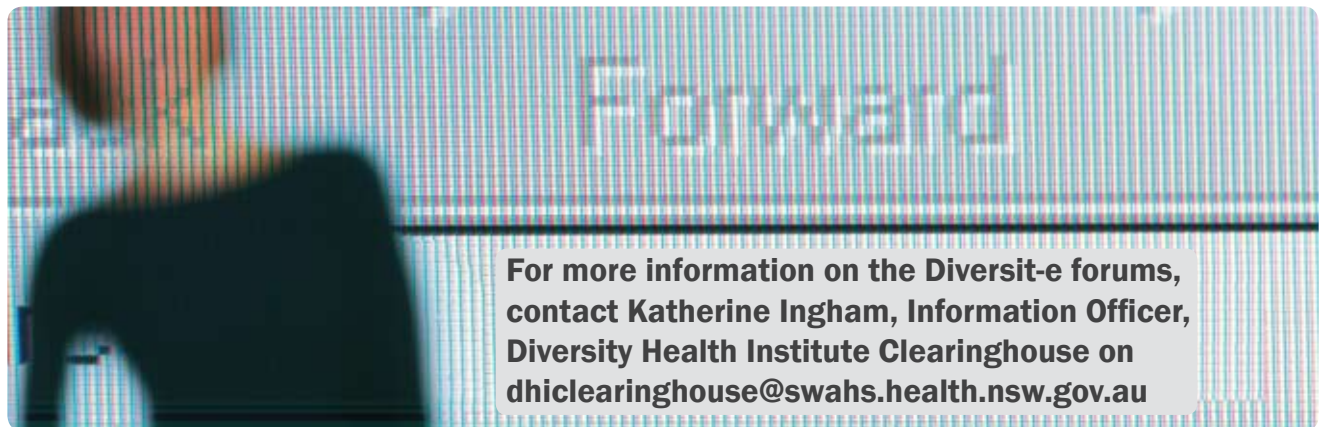 Forward
For more information on the Diversit-e forums,
contact Katherine Ingham, Information Officer,
Diversity Health Institute Clearinghouse on
dhiclearinghouse@swahs.health.nsw.gov.au